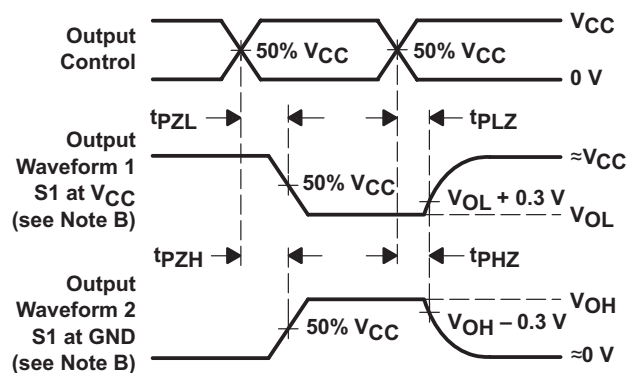 Output
Control
50% VCC
50% VCC
VCC
0 V
tPZL
tPLZ
Output
Waveform 1
S1 at VCC
(see Note B)
50% VCC
≈VCC
VOL + 0.3 V
VOL
tPZH
tPHZ
Output
Waveform 2
S1 at GND
(see Note B)
50% VCC
VOH
VOH – 0.3 V
≈0 V